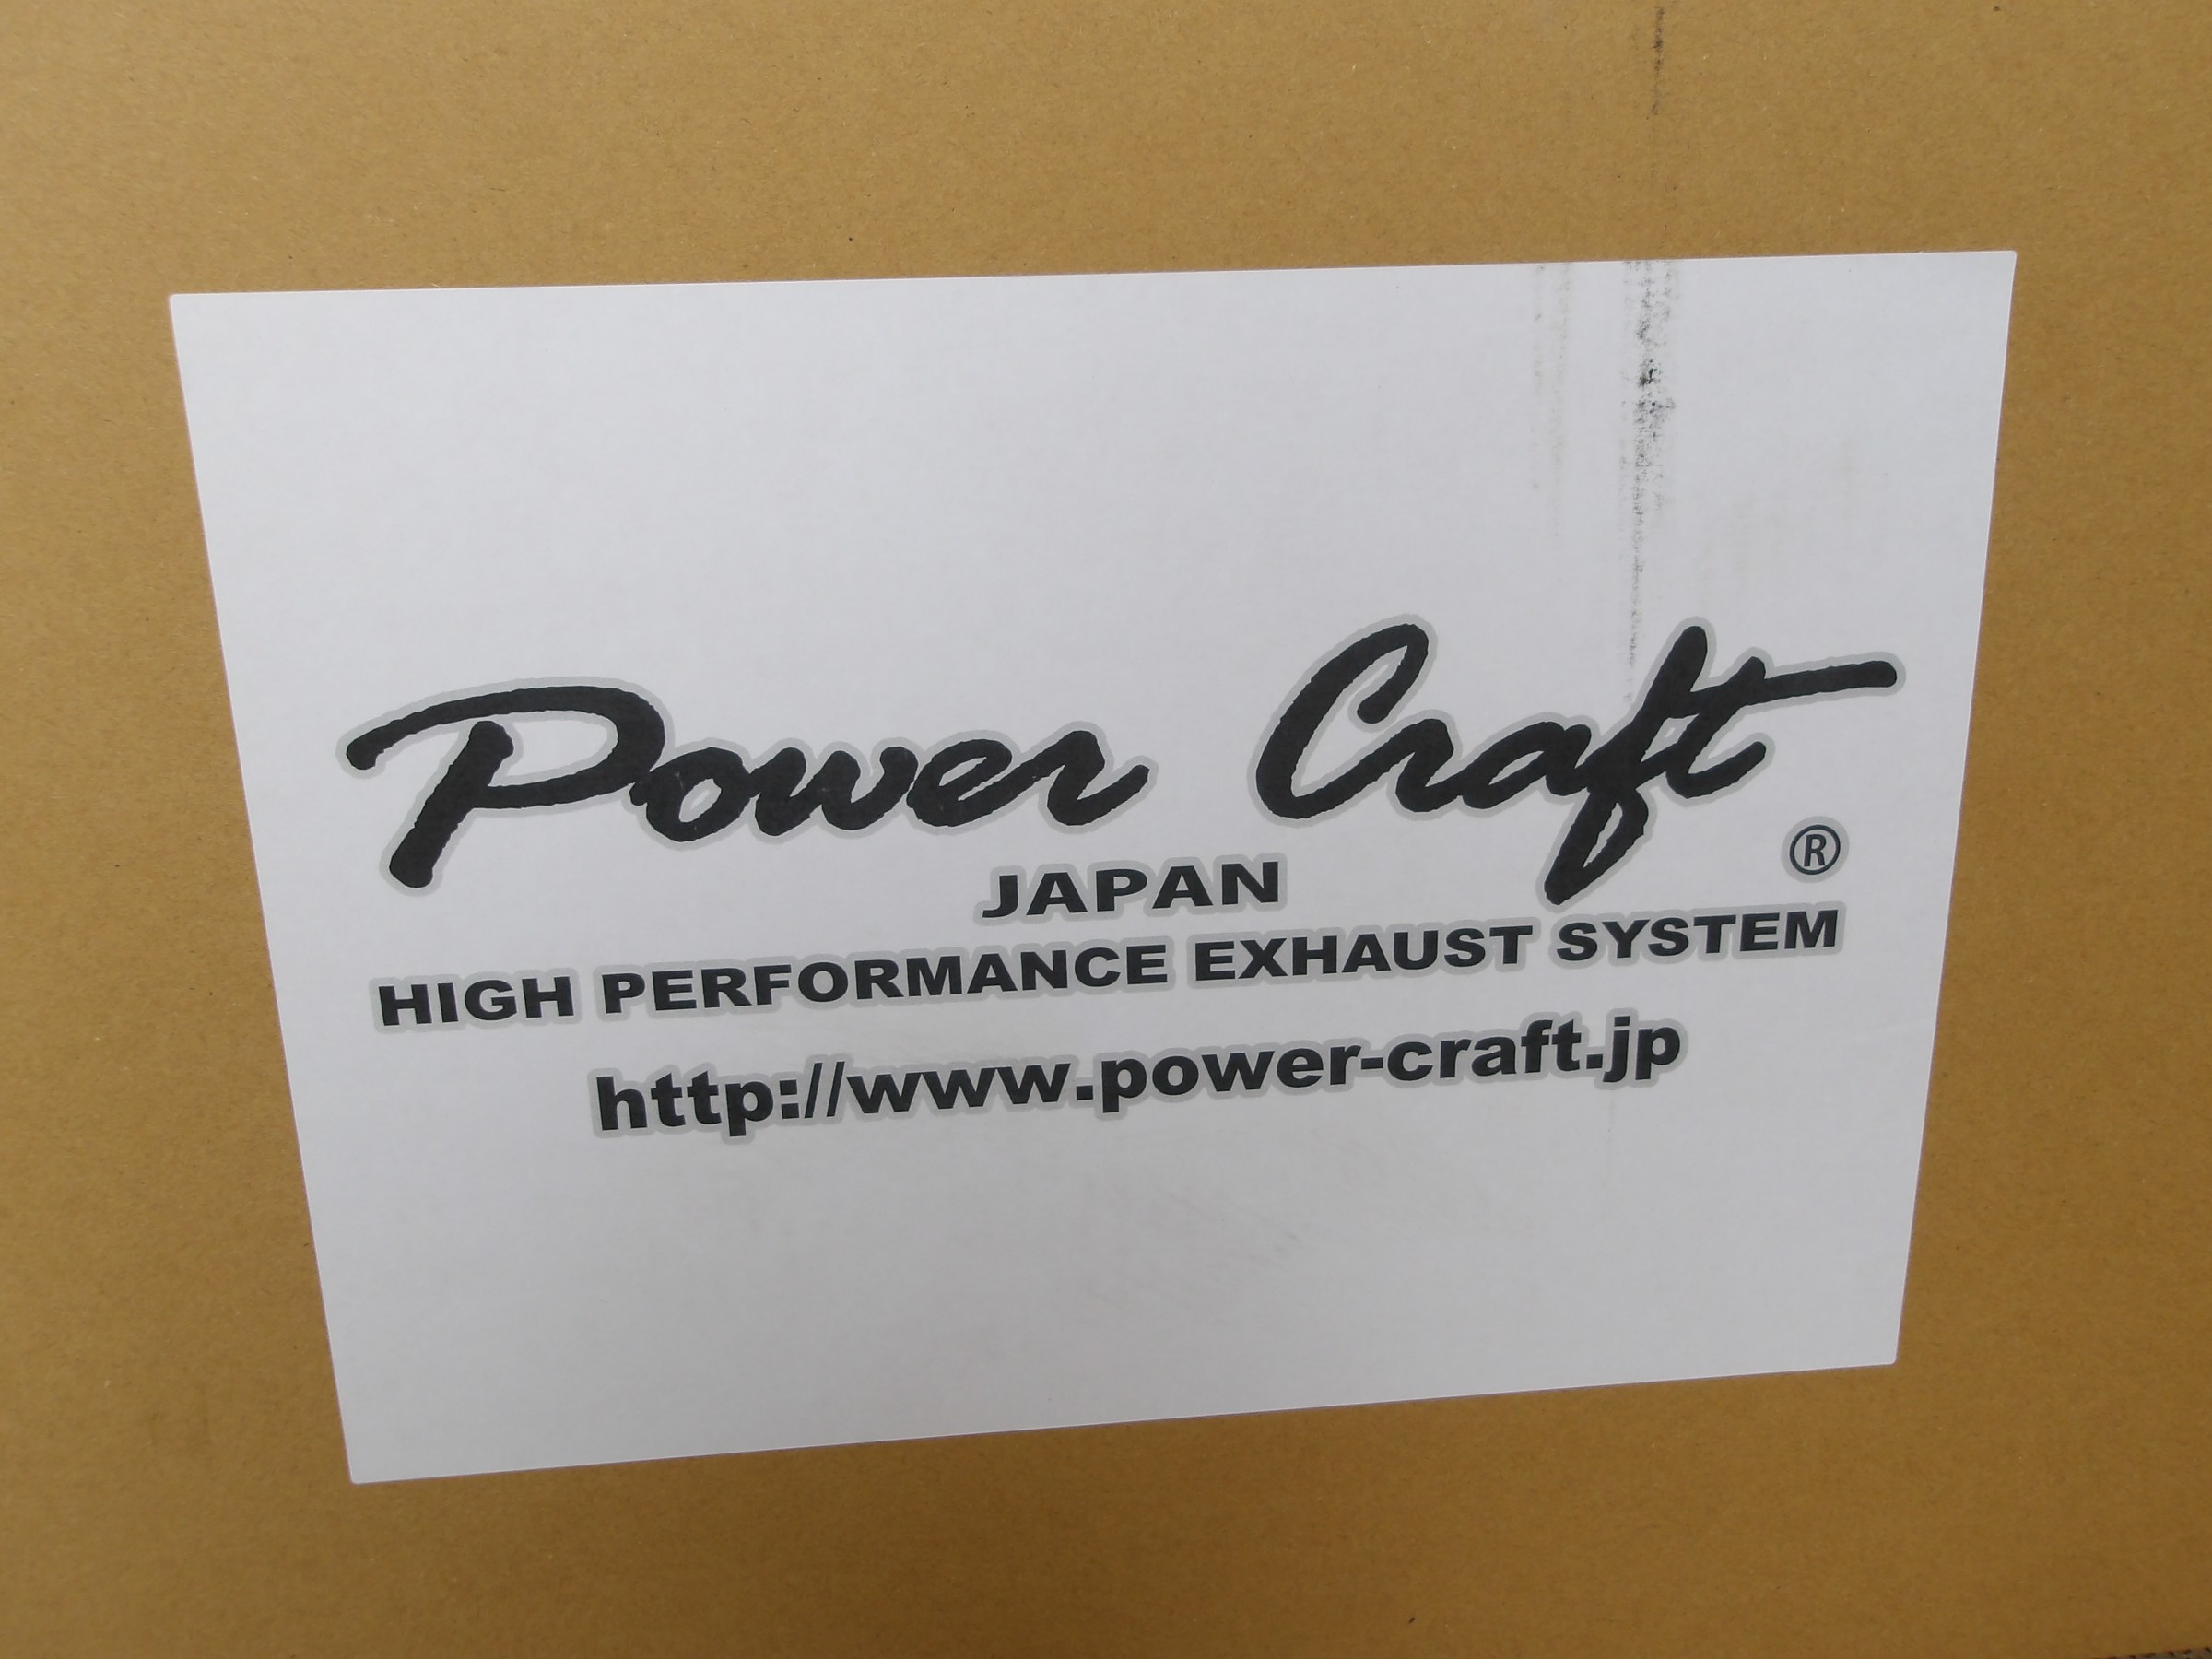 Power Craft
JAPAN
®
HIGH PERFORMANCE EXHAUST SYSTEM
http://www.power-craft.jp